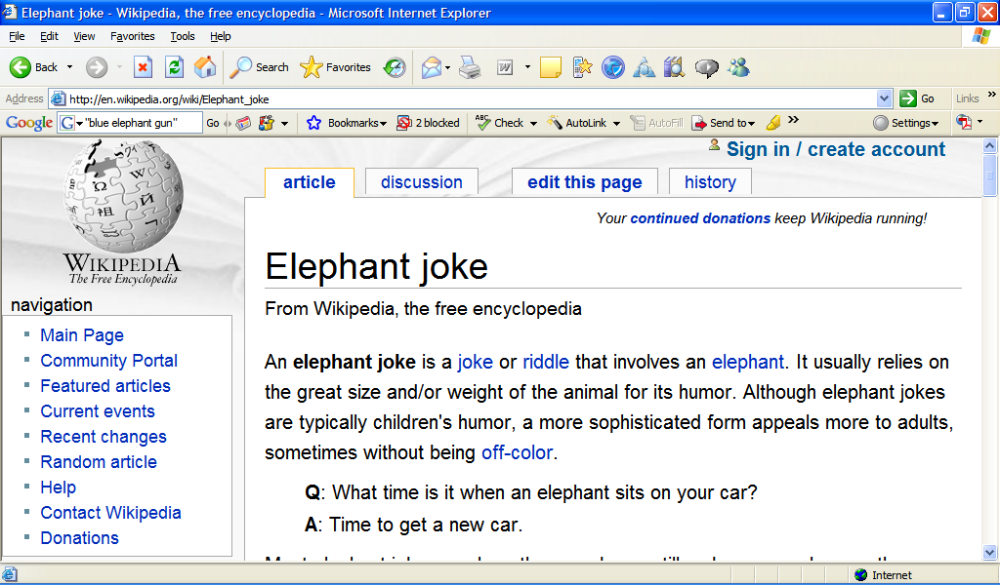 Elephant joke - Wikipedia, the free encyclopedia - Microsoft Internet Explorer
File Edit View Favorites Tools Help
Back Search Favorites W
Address http://en.wikipedia.org/wiki/Elephant_joke Go Links »
Google G "blue elephant gun" Go Bookmarks 2 blocked ABC Check AutoLink AutoFill Send to » Settings
Sign in / create account
article discussion edit this page history
Your continued donations keep Wikipedia running!
Ω W 祖 И
WIKIPEDIA
The Free Encyclopedia
navigation
Main Page
Community Portal
Featured articles
Current events
Recent changes
Random article
Help
Contact Wikipedia
Donations
Elephant joke
From Wikipedia, the free encyclopedia
An elephant joke is a joke or riddle that involves an elephant. It usually relies on
the great size and/or weight of the animal for its humor. Although elephant jokes
are typically children's humor, a more sophisticated form appeals more to adults,
sometimes without being off-color.
Q: What time is it when an elephant sits on your car?
A: Time to get a new car.
Internet